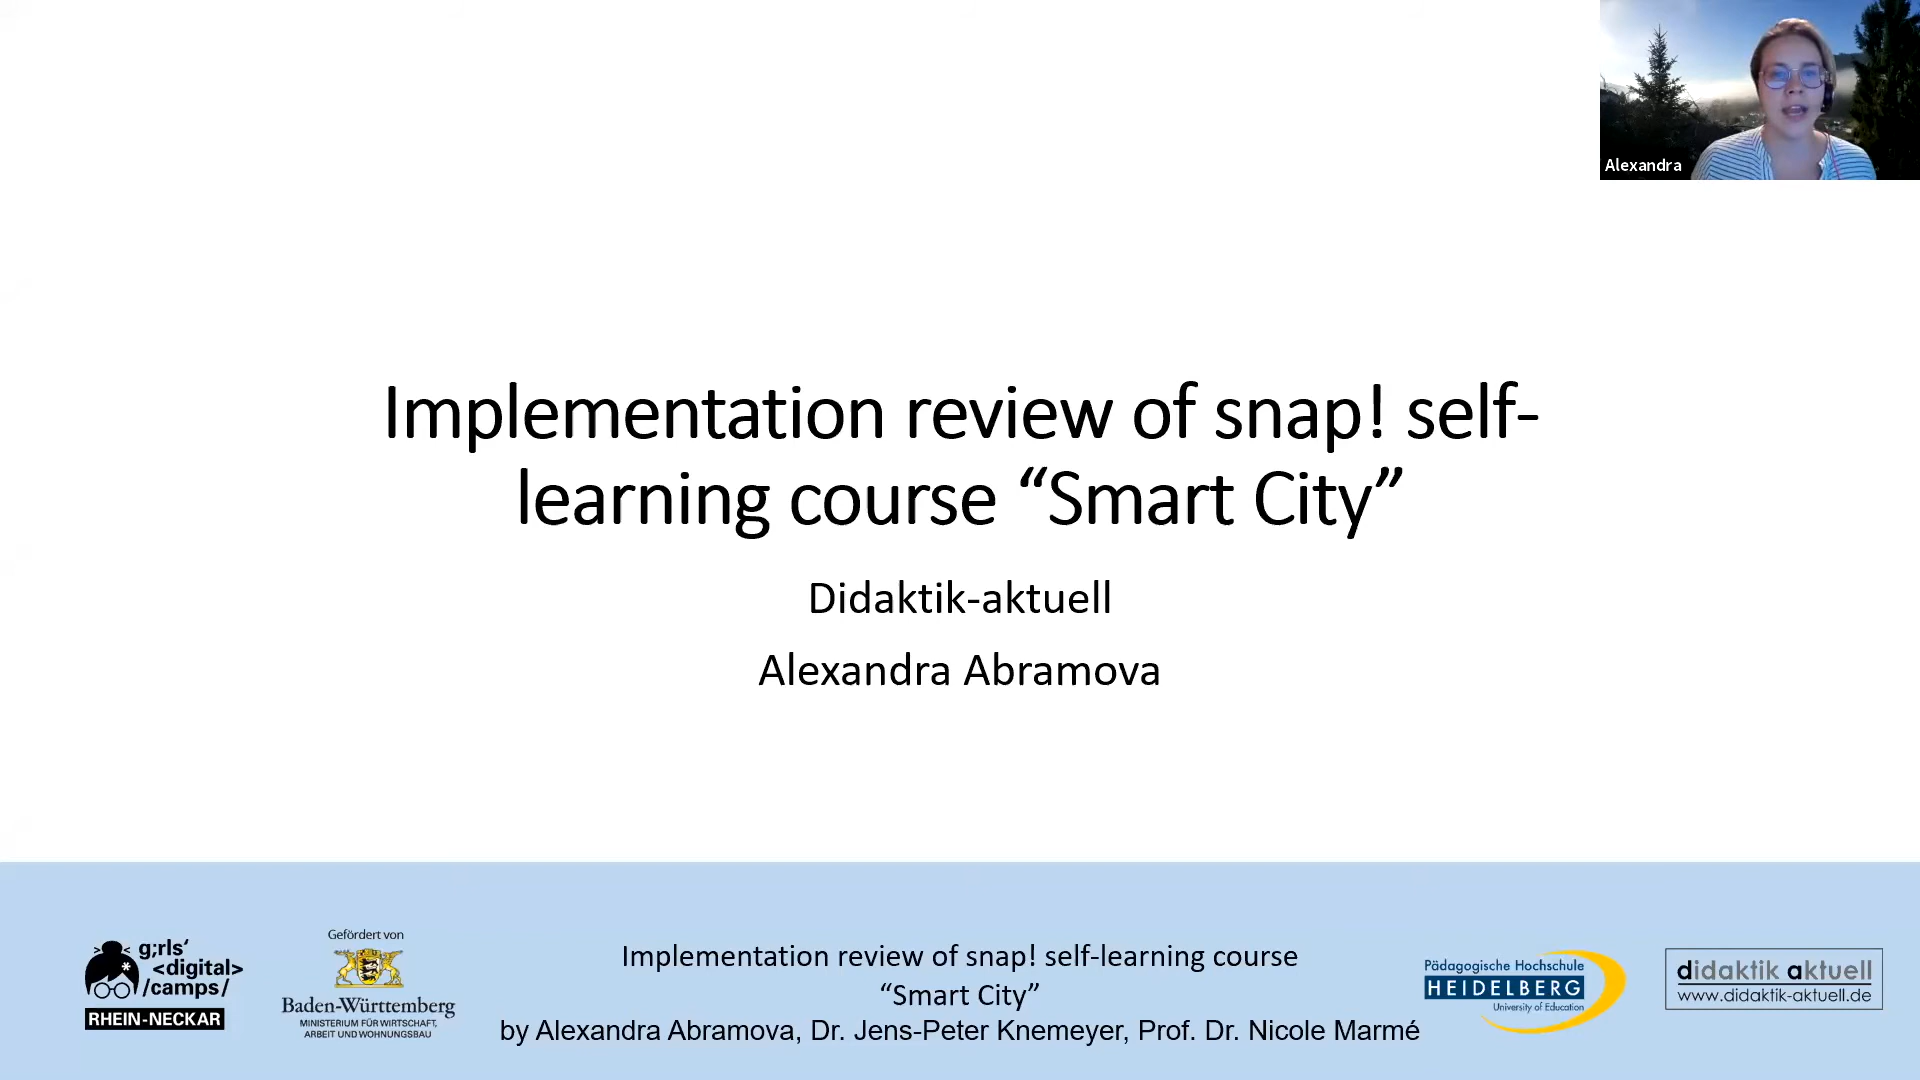 Alexandra
Implementation review of snap! self-
learning course “Smart City”
Didaktik-aktuell
Alexandra Abramova
g;rls‘
<digital>
/camps/
RHEIN-NECKAR
Gefördert von
Baden-Württemberg
MINISTERIUM FÜR WIRTSCHAFT,
ARBEIT UND WOHNUNGSBAU
Implementation review of snap! self-learning course
“Smart City”
by Alexandra Abramova, Dr. Jens-Peter Knemeyer, Prof. Dr. Nicole Marmé
Pädagogische Hochschule
HEIDELBERG
University of Education
didaktik aktuell
www.didaktik-aktuell.de